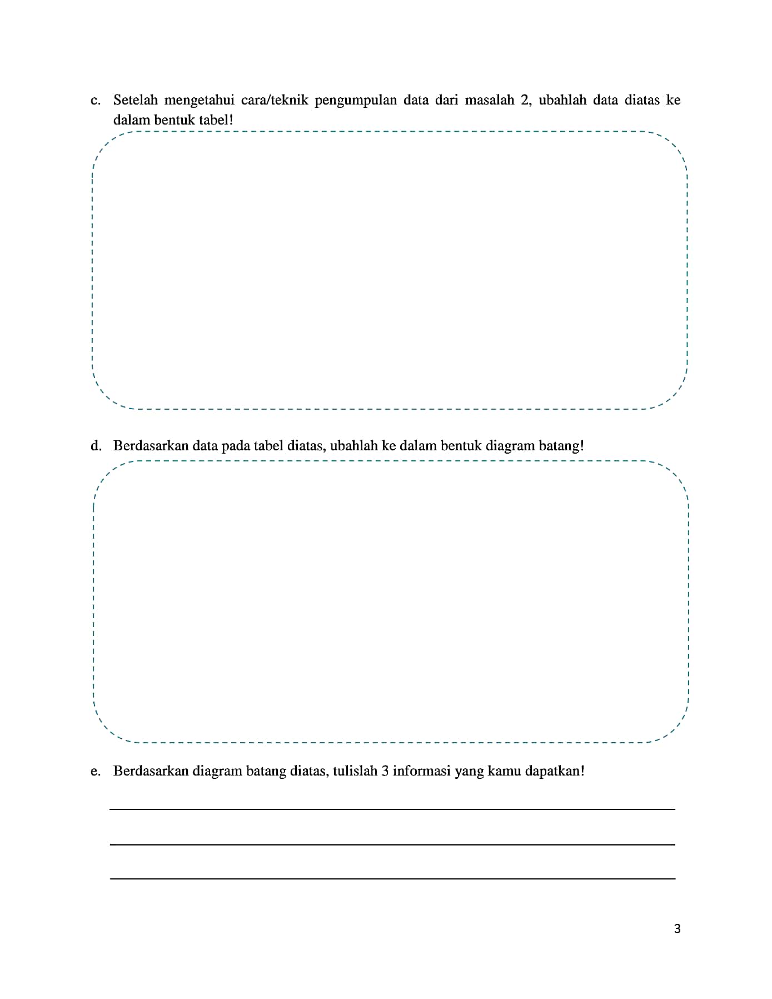 c. Setelah mengetahui cara/teknik pengumpulan data dari masalah 2, ubahlah data diatas ke
dalam bentuk tabel!
d. Berdasarkan data pada tabel diatas, ubahlah ke dalam bentuk diagram batang!
e. Berdasarkan diagram batang diatas, tulislah 3 informasi yang kamu dapatkan!
3